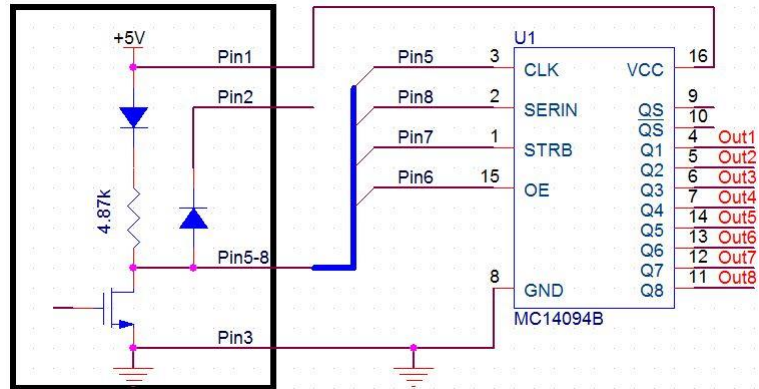 +5V
Pin1
Pin2
4.87k
Pin5-8
Pin3
U1
Pin5 3 CLK VCC 16
Pin8 2 SERIN QS 9
QS 10
Pin7 1 STRB Q1 4 Out1
Q2 5 Out2
Pin6 15 OE Q3 6 Out3
Q4 7 Out4
Q5 14 Out5
Q6 13 Out6
Q7 12 Out7
8 GND Q8 11 Out8
MC14094B